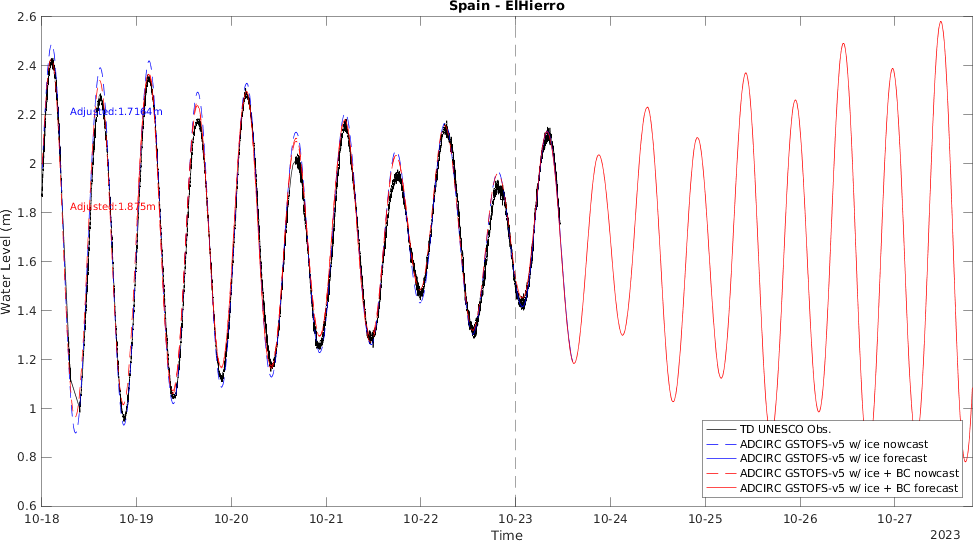 Spain - ElHierro
2.6
2.4
2.2
2
1.8
1.6
1.4
1.2
1
0.8
0.6
Water Level (m)
Adjusted:1.7164m
Adjusted:1.875m
TD UNESCO Obs.
ADCIRC GSTOFS-v5 w/ ice nowcast
ADCIRC GSTOFS-v5 w/ ice forecast
ADCIRC GSTOFS-v5 w/ ice + BC nowcast
ADCIRC GSTOFS-v5 w/ ice + BC forecast
10-18 10-19 10-20 10-21 10-22 10-23 10-24 10-25 10-26 10-27
Time
2023